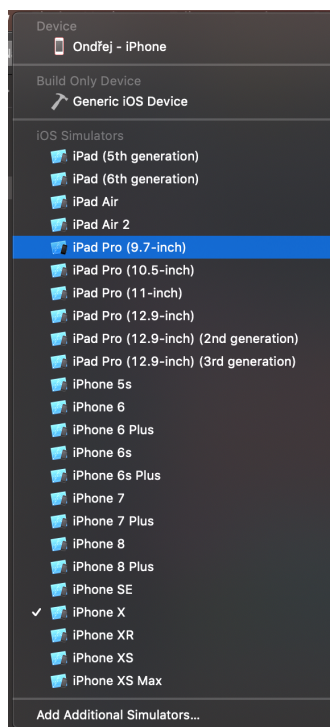 Device
Ondřej - iPhone
Build Only Device
Generic iOS Device
iOS Simulators
iPad (5th generation)
iPad (6th generation)
iPad Air
iPad Air 2
iPad Pro (9.7-inch)
iPad Pro (10.5-inch)
iPad Pro (11-inch)
iPad Pro (12.9-inch)
iPad Pro (12.9-inch) (2nd generation)
iPad Pro (12.9-inch) (3rd generation)
iPhone 5s
iPhone 6
iPhone 6 Plus
iPhone 6s
iPhone 6s Plus
iPhone 7
iPhone 7 Plus
iPhone 8
iPhone 8 Plus
iPhone SE
iPhone X
iPhone XR
iPhone XS
iPhone XS Max
Add Additional Simulators...